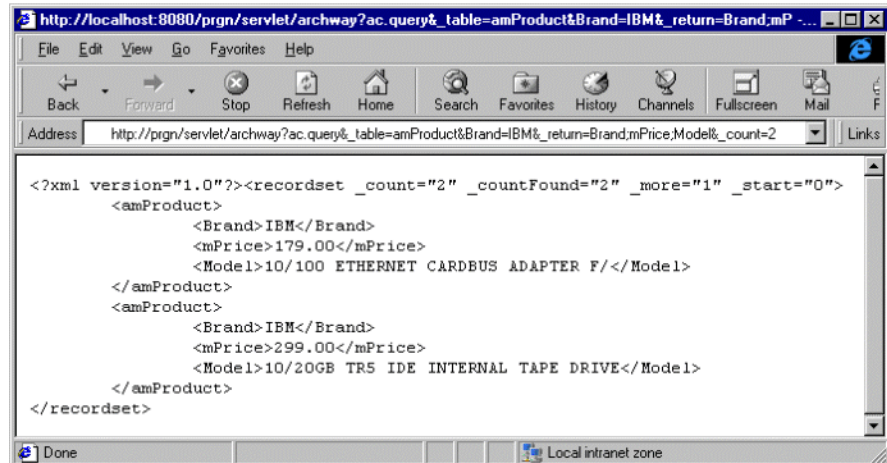 http://localhost:8080/prgn/servlet/archway?ac.query&_table=amProduct&Brand=IBM&_return=Brand;mP - ...
File Edit View Go Favorites Help
Back Forward Stop Refresh Home Search Favorites History Channels Fullscreen Mail F
Address http://prgn/servlet/archway?ac.query&_table=amProduct&Brand=IBM&_return=Brand;mPrice;Model&_count=2 Links
<?xml version="1.0"?><recordset _count="2" _countFound="2" _more="1" _start="0">
<amProduct>
<Brand>IBM</Brand>
<mPrice>179.00</mPrice>
<Model>10/100 ETHERNET CARDBUS ADAPTER F/</Model>
</amProduct>
<amProduct>
<Brand>IBM</Brand>
<mPrice>299.00</mPrice>
<Model>10/20GB TR5 IDE INTERNAL TAPE DRIVE</Model>
</amProduct>
</recordset>
Done Local intranet zone